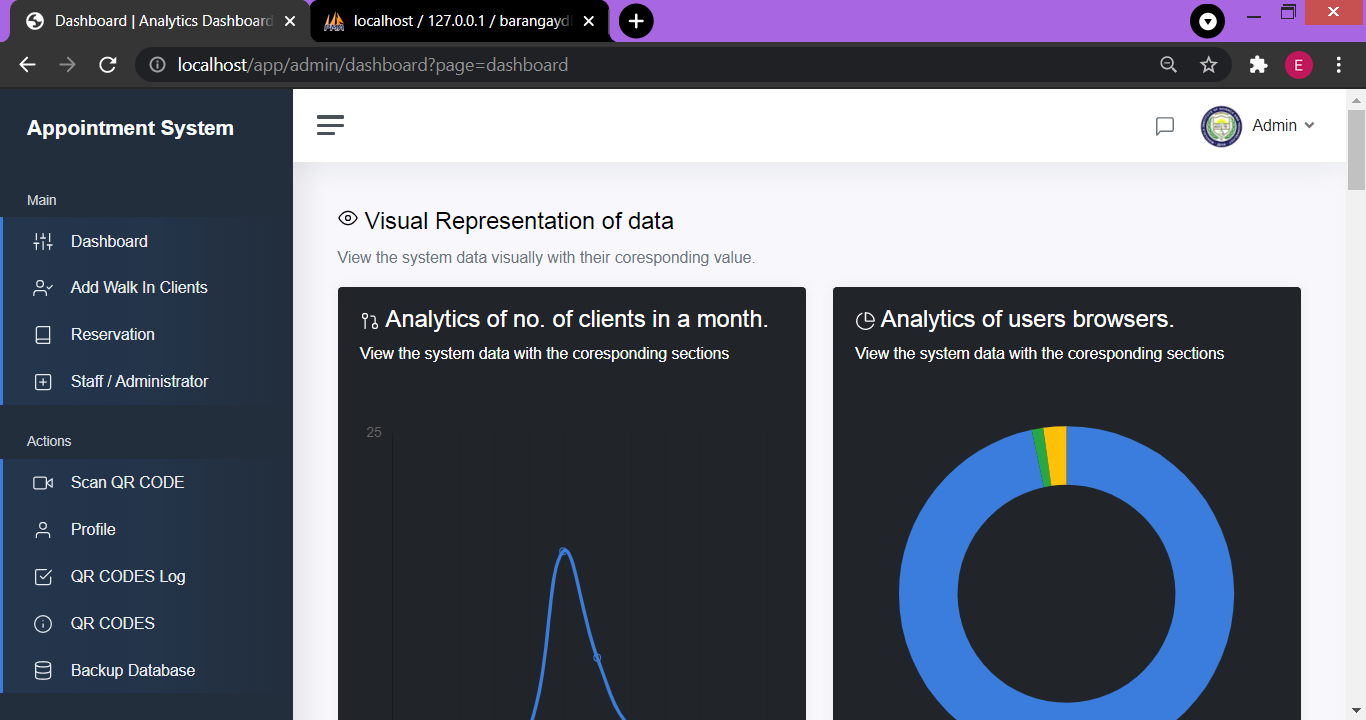 Dashboard | Analytics Dashboard
localhost / 127.0.0.1 / barangayd
localhost/app/admin/dashboard?page=dashboard
E
Appointment System
Admin
Main
Dashboard
Add Walk In Clients
Reservation
Staff / Administrator
Actions
Scan QR CODE
Profile
QR CODES Log
QR CODES
Backup Database
Visual Representation of data
View the system data visually with their coresponding value.
Analytics of no. of clients in a month.
View the system data with the coresponding sections
25
Analytics of users browsers.
View the system data with the coresponding sections